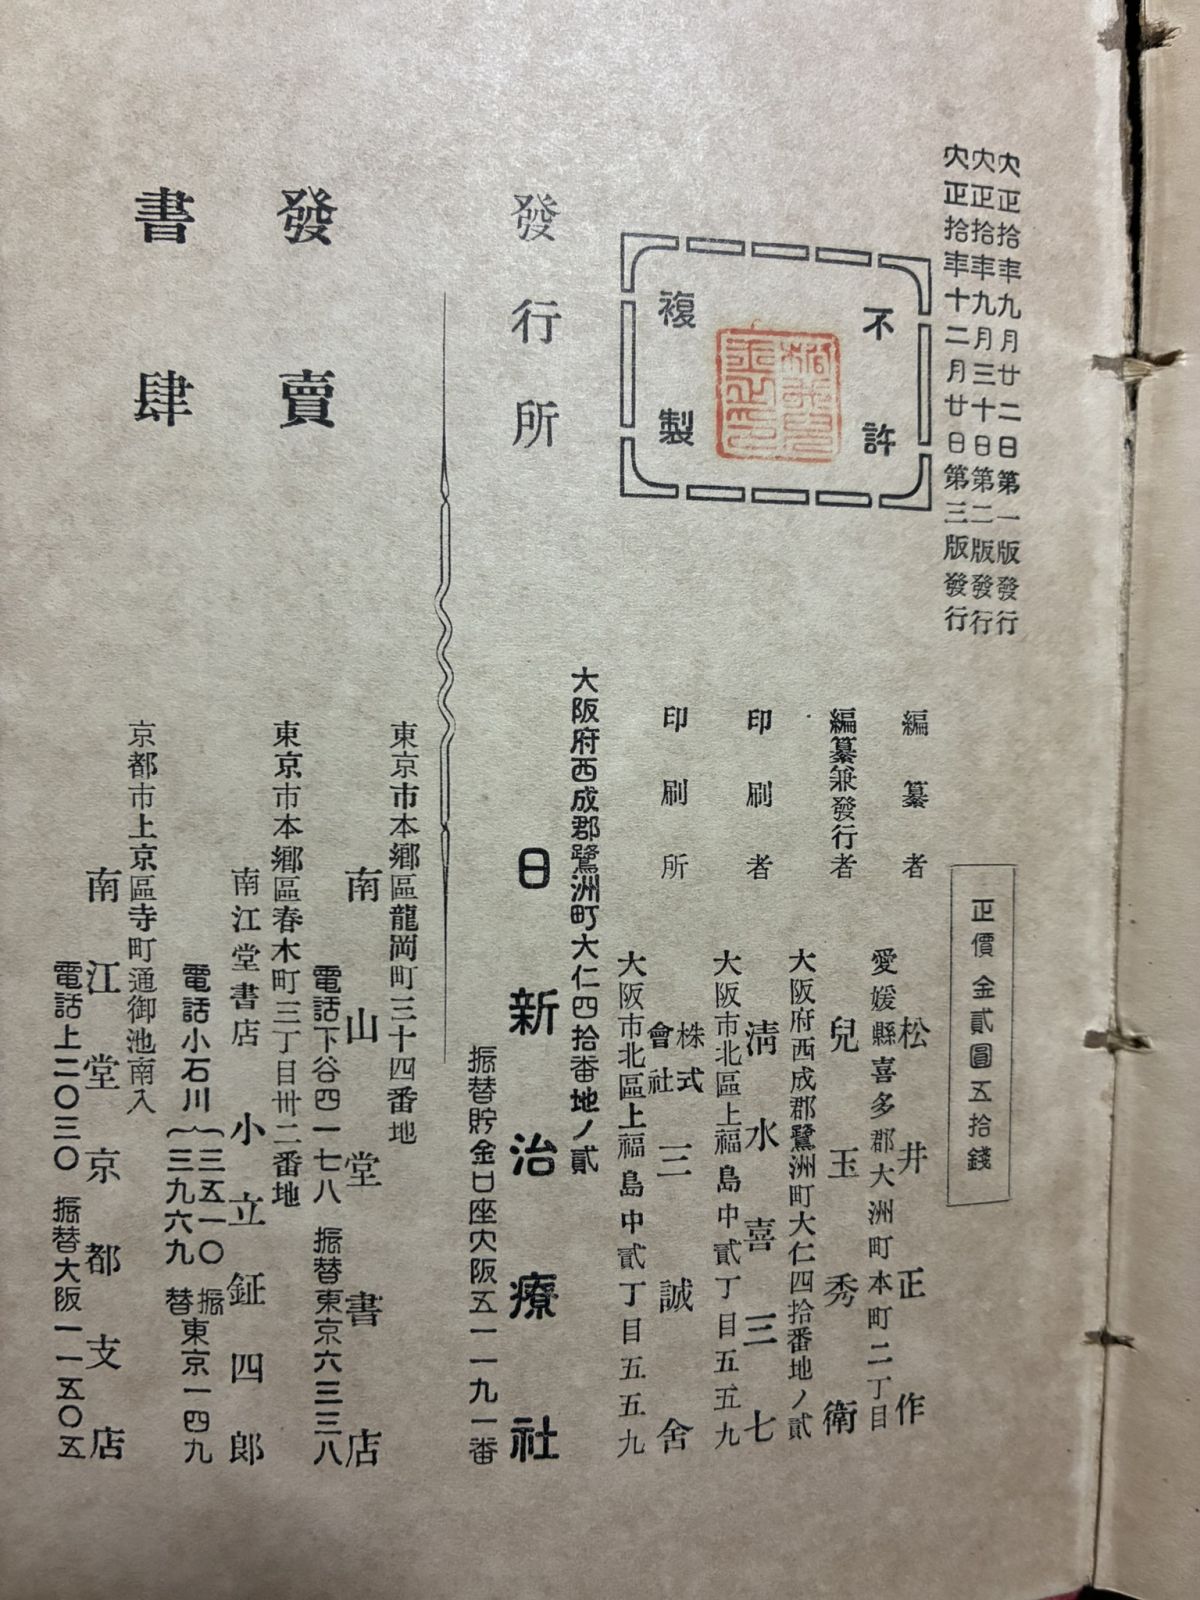 大正拾年九月廿二日第一版發行
大正拾年九月三十日第二版發行
大正拾年十二月廿日第三版發行
正價金貳圓五拾錢
不許
複製
編纂者
愛媛縣喜多郡大洲町本町二丁目
松井正作
編纂兼發行者
大阪府西成郡鷺洲町大仁四拾番地ノ貳
兒玉秀衛
印刷者
大阪市北區上福島中貳丁目五五九
淸水喜三七
印刷所
大阪市北區上福島中貳丁目五五九
株式會社三誠舍
發行所
大阪府西成郡鷺洲町大仁四拾番地ノ貳
日新治療社
振替貯金口座大阪五一一九一番
發賣
書肆
東京市本鄕區龍岡町三十四番地
南山堂書店
電話下谷四一七八 振替東京六三三八
東京市本鄕區春木町三丁目卅二番地
南江堂書店 小立鉦四郎
電話小石川{三五一〇 三九六九 振替東京一四九
京都市上京區寺町通御池南入
南江堂京都支店
電話上二〇三〇 振替大阪一一五〇五